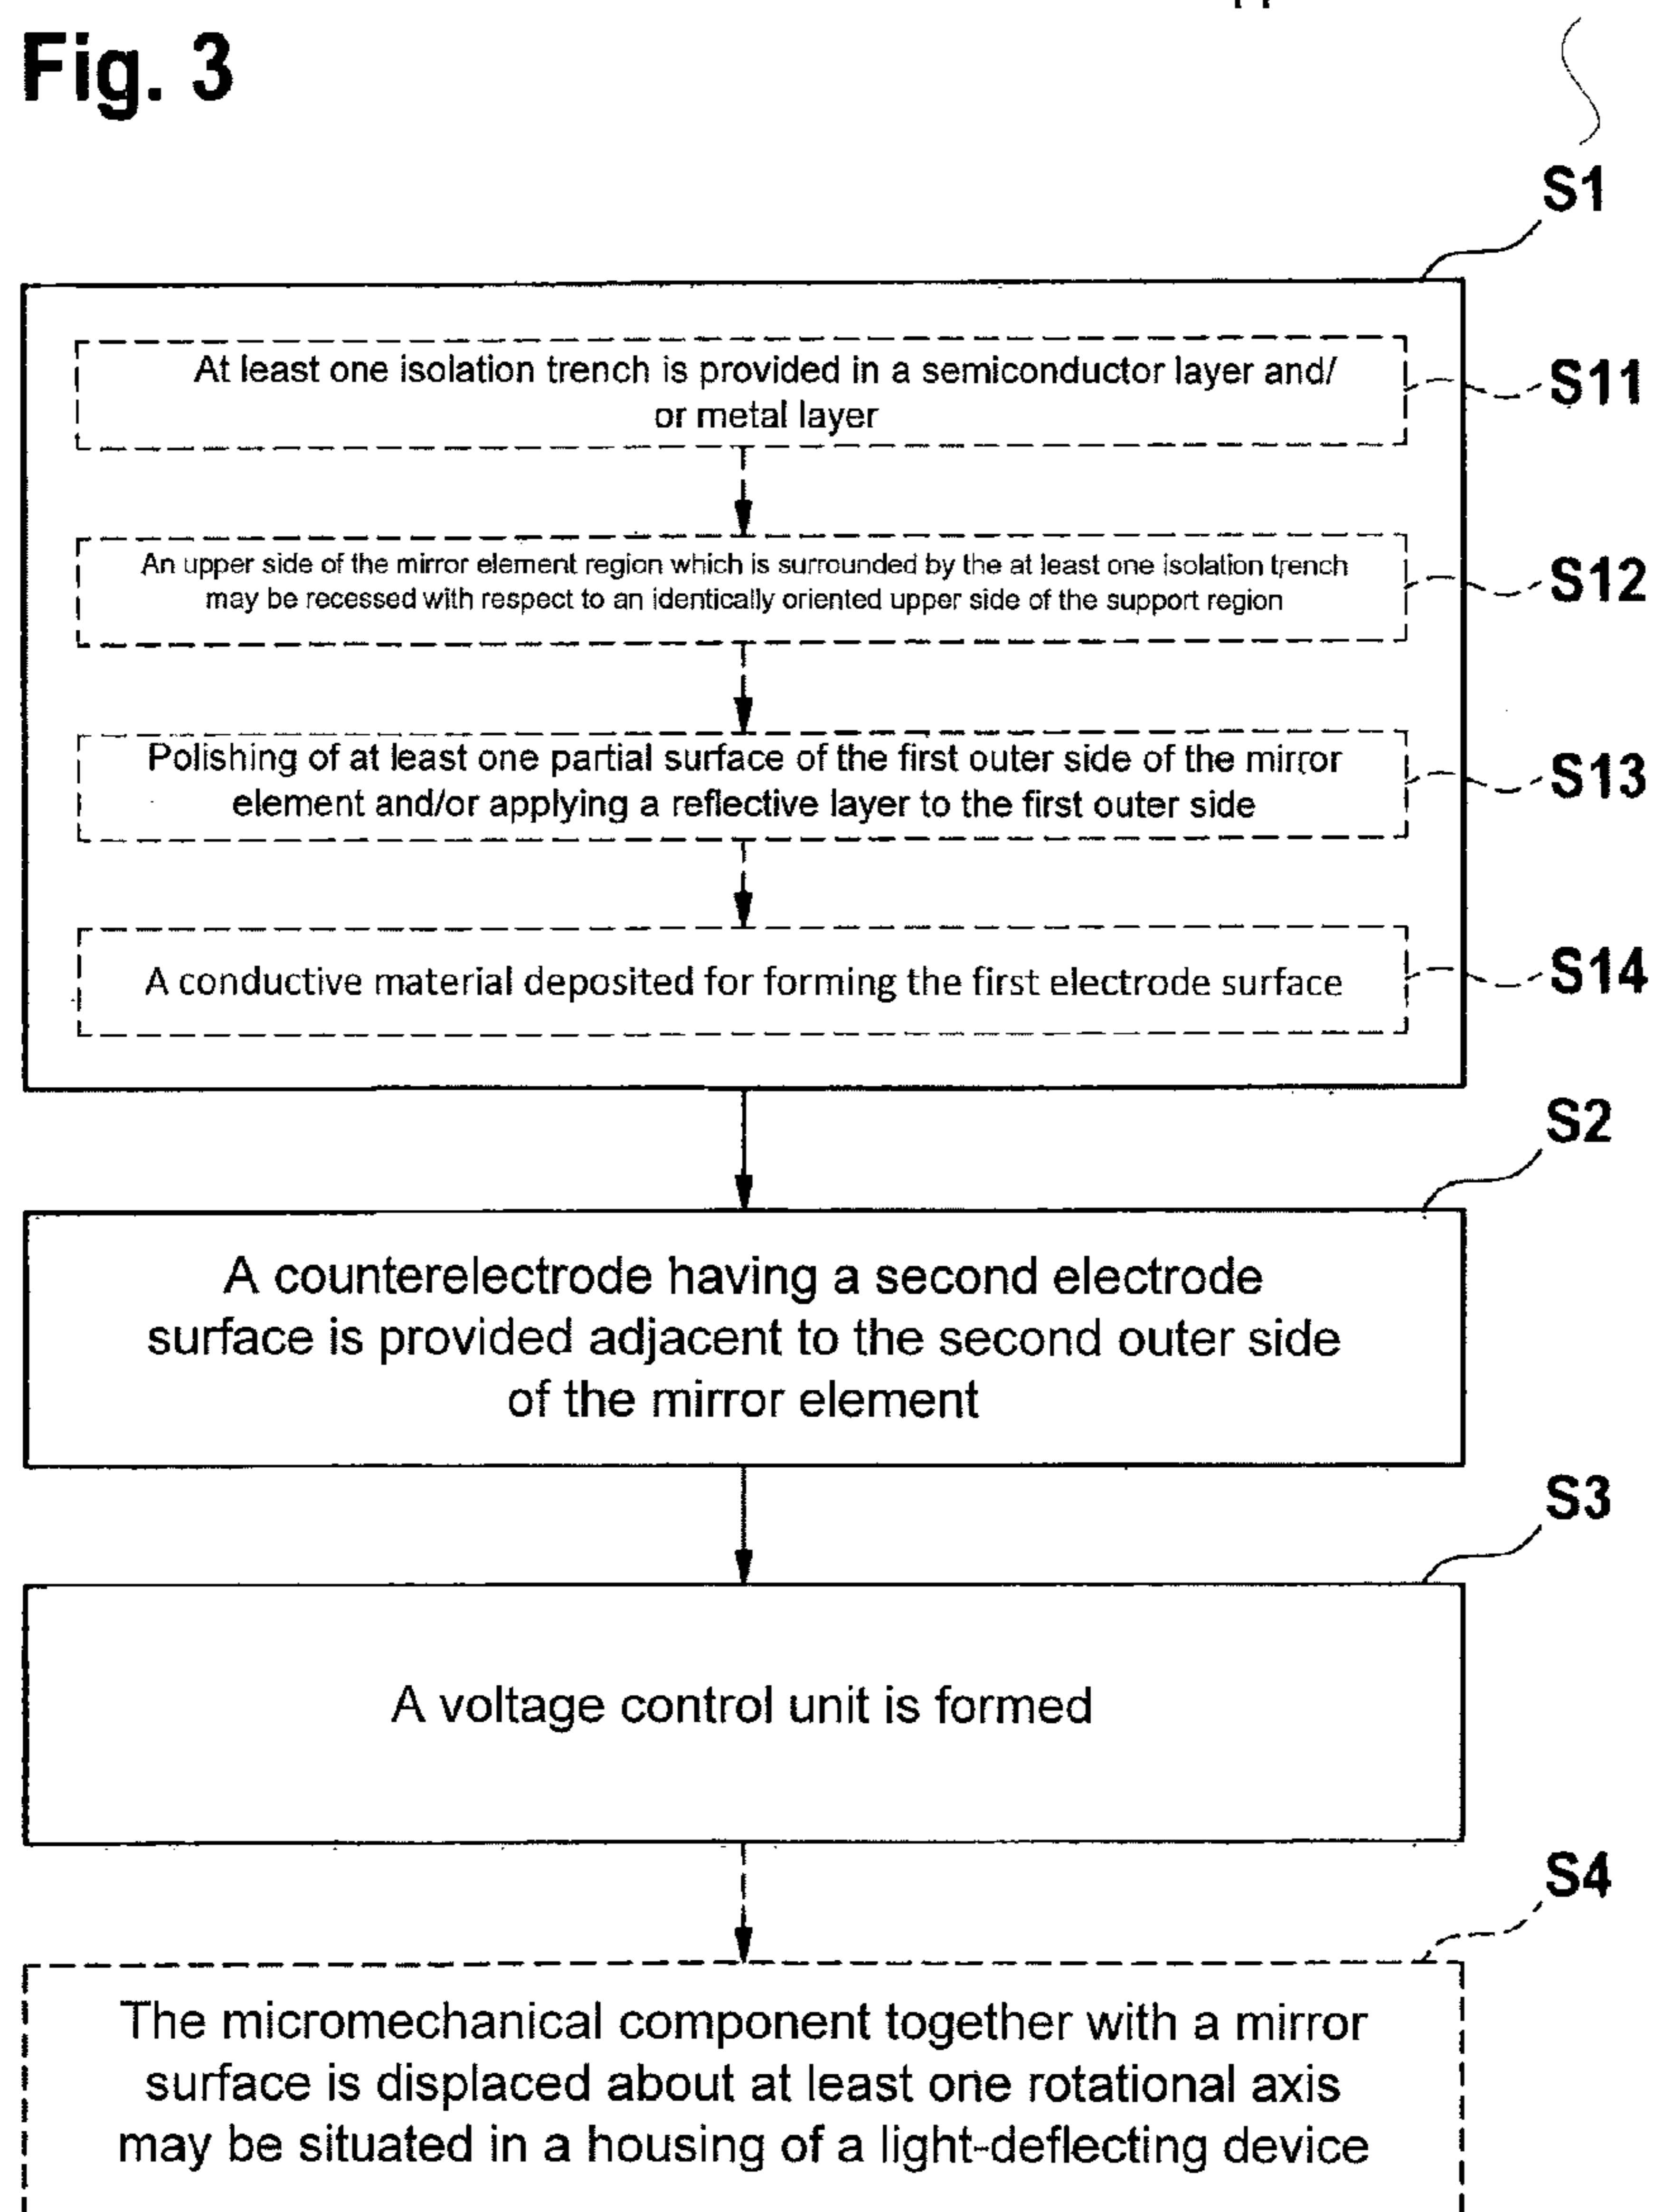 Fig. 3
S1
At least one isolation trench is provided in a semiconductor layer and/
or metal layer
S11
An upper side of the mirror element region which is surrounded by the at least one isolation trench
may be recessed with respect to an identically oriented upper side of the support region
S12
Polishing of at least one partial surface of the first outer side of the mirror
element and/or applying a reflective layer to the first outer side
S13
A conductive material deposited for forming the first electrode surface
S14
S2
A counterelectrode having a second electrode
surface is provided adjacent to the second outer side
of the mirror element
S3
A voltage control unit is formed
S4
The micromechanical component together with a mirror
surface is displaced about at least one rotational axis
may be situated in a housing of a light-deflecting device